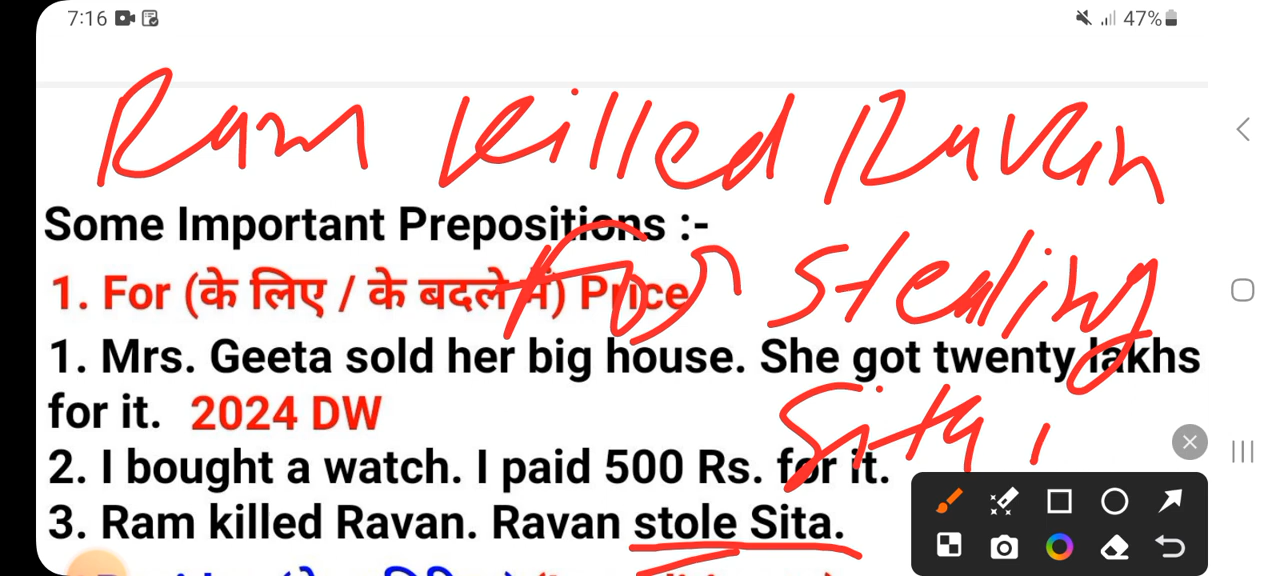 7:16
47%
Ram killed Ravan
Some Important Prepositions :-
for stealing
1. For (के लिए / के बदले में) Price
1. Mrs. Geeta sold her big house. She got twenty lakhs
Sita.
for it. 2024 DW
2. I bought a watch. I paid 500 Rs. for it.
3. Ram killed Ravan. Ravan stole Sita.